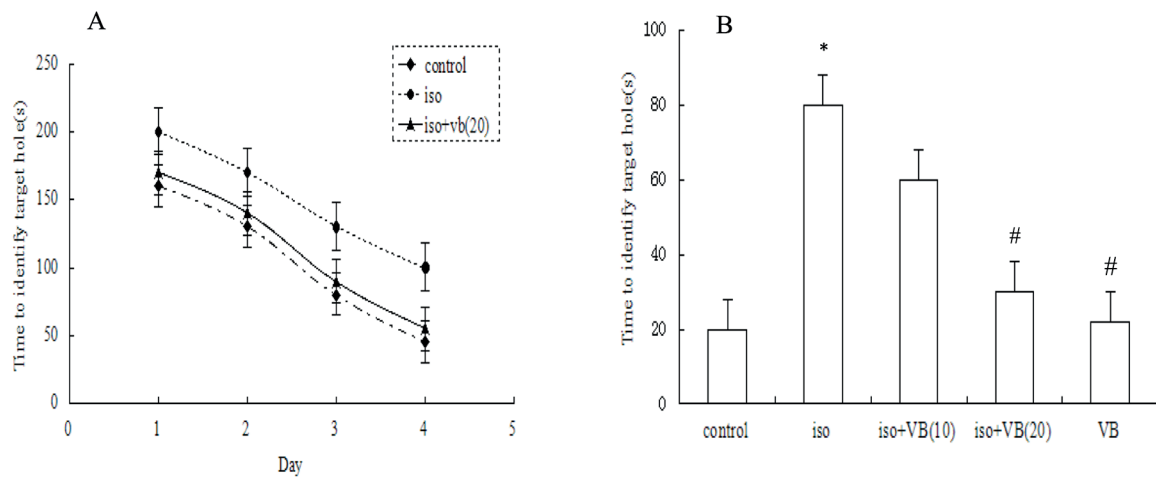 A
Time to identify target hole(s)
250
200
150
100
50
0
0 1 2 3 4 5
Day
control
iso
iso+vb(20)
B
Time to identify target hole(s)
100
80
60
40
20
0
*
#
#
control iso iso+VB(10) iso+VB(20) VB